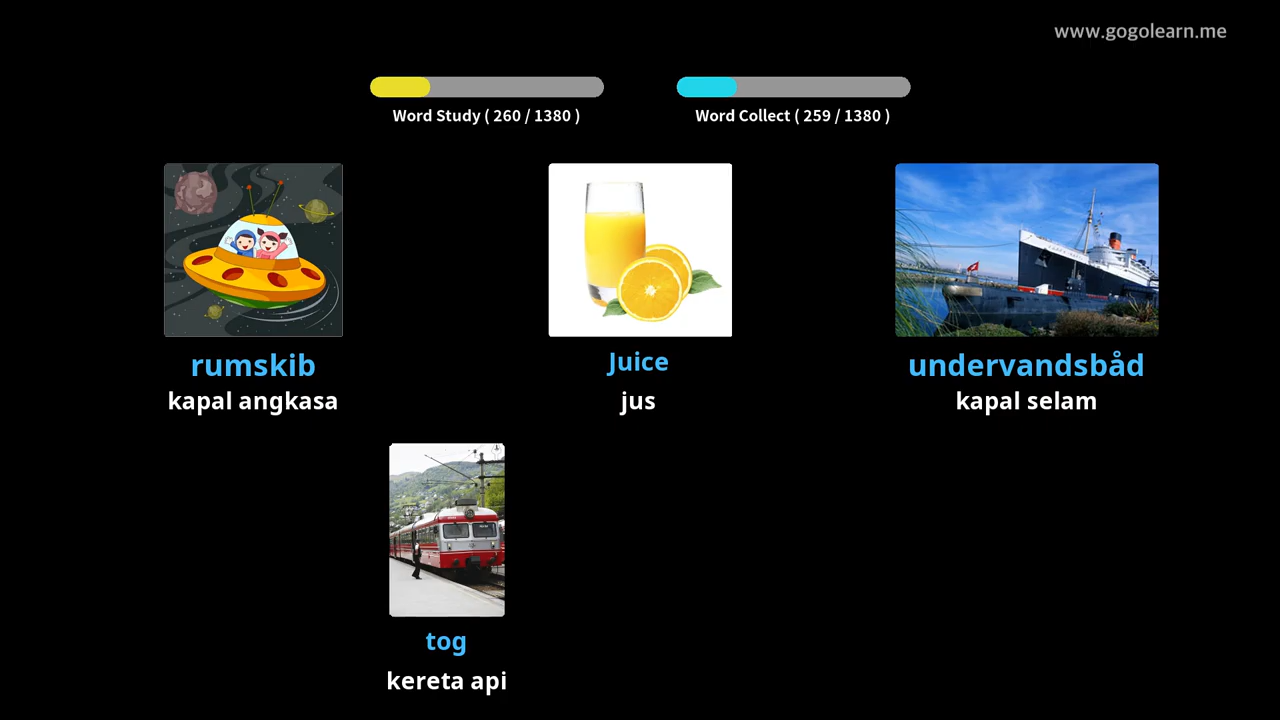 www.gogolearn.me
Word Study ( 260 / 1380 )
Word Collect ( 259 / 1380 )
rumskib
kapal angkasa
Juice
jus
undervandsbåd
kapal selam
tog
kereta api